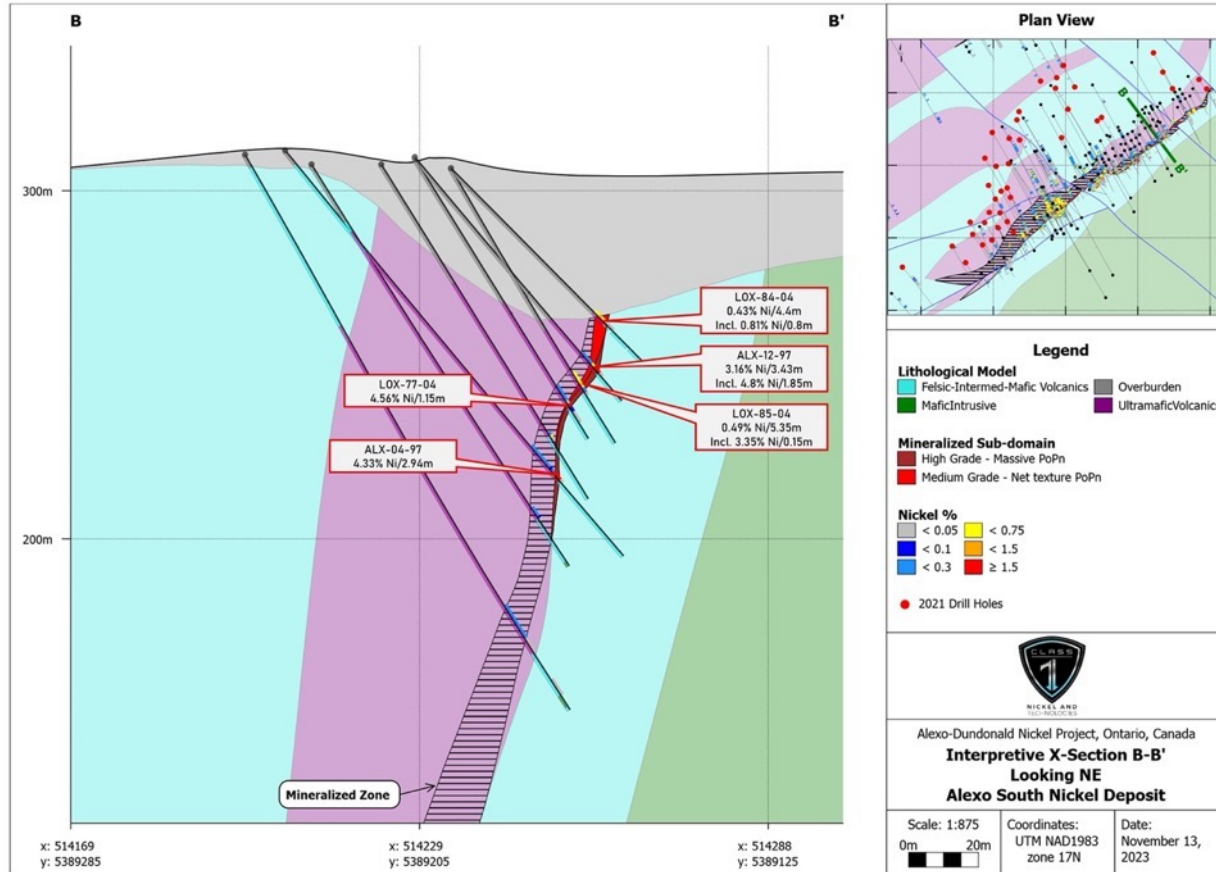 B
B'
300m
200m
LOX-84-04
0.43% Ni/4.4m
Incl. 0.81% Ni/0.8m
ALX-12-97
3.16% Ni/3.43m
Incl. 4.8% Ni/1.85m
LOX-77-04
4.56% Ni/1.15m
LOX-85-04
0.49% Ni/5.35m
Incl. 3.35% Ni/0.15m
ALX-04-97
4.33% Ni/2.94m
Mineralized Zone
x: 514169
y: 5389285
x: 514229
y: 5389205
x: 514288
y: 5389125
Plan View
B
B'
Legend
Lithological Model
Felsic-Intermed-Mafic Volcanics
Overburden
MaficIntrusive
UltramaficVolcanic
Mineralized Sub-domain
High Grade - Massive PoPn
Medium Grade - Net texture PoPn
Nickel %
< 0.05
< 0.75
< 0.1
< 1.5
< 0.3
≥ 1.5
2021 Drill Holes
CLASS
1
NICKEL AND
TECHNOLOGIES
Alexo-Dundonald Nickel Project, Ontario, Canada
Interpretive X-Section B-B'
Looking NE
Alexo South Nickel Deposit
Scale: 1:875
0m
20m
Coordinates:
UTM NAD1983
zone 17N
Date:
November 13,
2023